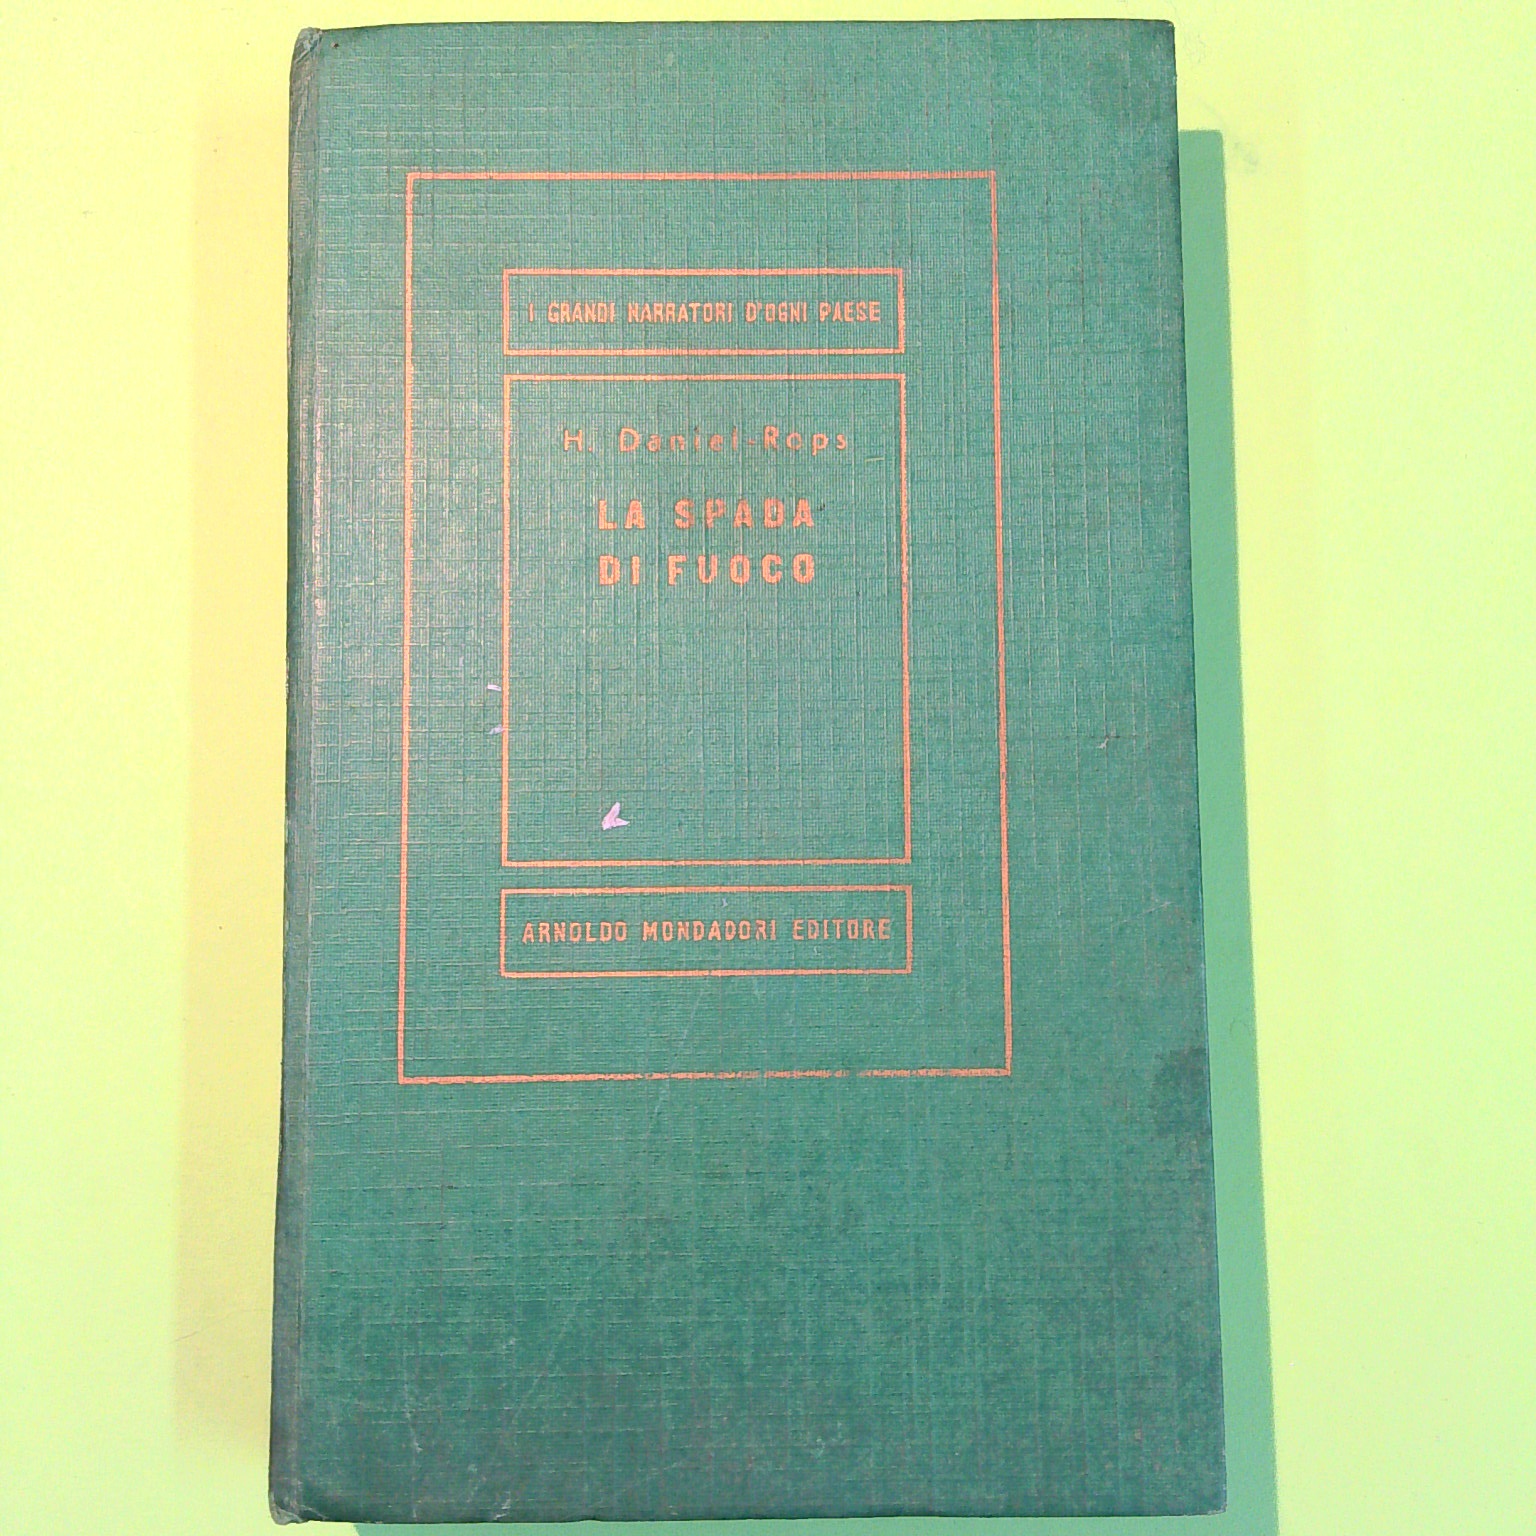 I GRANDI NARRATORI D'OGNI PAESE
H. Daniel-Rops
LA SPADA
DI FUOCO
ARNOLDO MONDADORI EDITORE